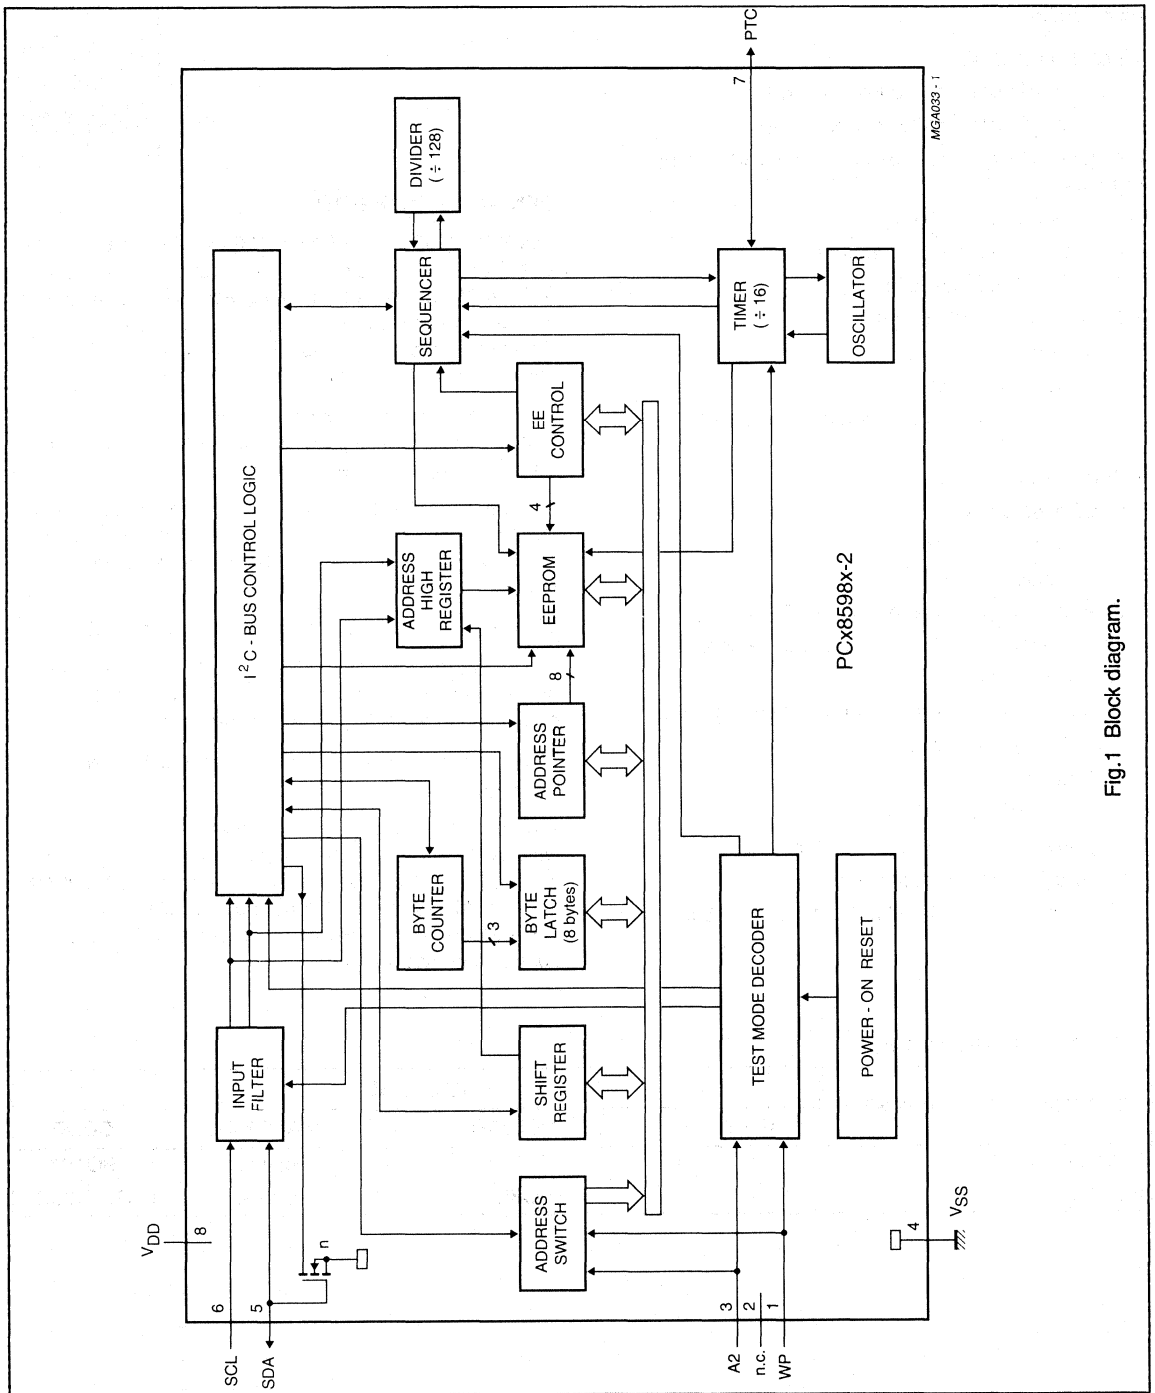 V_DD
8
SCL
6
SDA
5
n
INPUT
FILTER
I²C - BUS CONTROL LOGIC
ADDRESS
SWITCH
SHIFT
REGISTER
BYTE
COUNTER
3
BYTE
LATCH
(8 bytes)
ADDRESS
POINTER
8
ADDRESS
HIGH
REGISTER
EEPROM
4
EE
CONTROL
SEQUENCER
DIVIDER
(÷ 128)
A2
3
n.c.
2
WP
1
TEST MODE DECODER
POWER - ON RESET
TIMER
(÷ 16)
OSCILLATOR
7
PTC
4
V_SS
PCx8598x-2
MGA033 - 1
Fig.1 Block diagram.